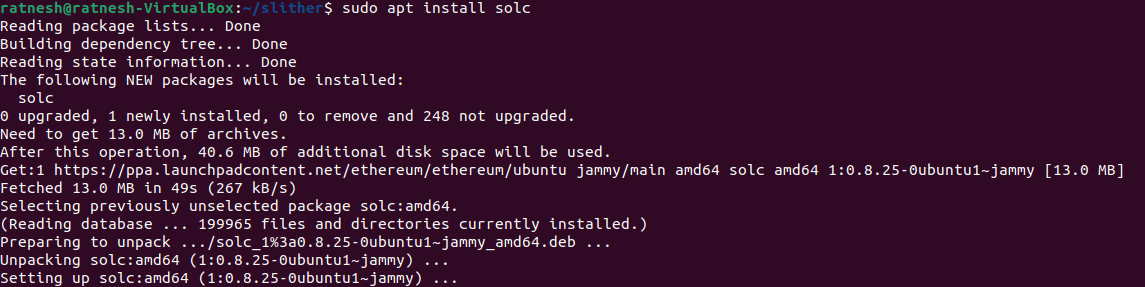 ratnesh@ratnesh-VirtualBox:~/slither$ sudo apt install solc
Reading package lists... Done
Building dependency tree... Done
Reading state information... Done
The following NEW packages will be installed:
  solc
0 upgraded, 1 newly installed, 0 to remove and 248 not upgraded.
Need to get 13.0 MB of archives.
After this operation, 40.6 MB of additional disk space will be used.
Get:1 https://ppa.launchpadcontent.net/ethereum/ethereum/ubuntu jammy/main amd64 solc amd64 1:0.8.25-0ubuntu1~jammy [13.0 MB]
Fetched 13.0 MB in 49s (267 kB/s)
Selecting previously unselected package solc:amd64.
(Reading database ... 199965 files and directories currently installed.)
Preparing to unpack .../solc_1%3a0.8.25-0ubuntu1~jammy_amd64.deb ...
Unpacking solc:amd64 (1:0.8.25-0ubuntu1~jammy) ...
Setting up solc:amd64 (1:0.8.25-0ubuntu1~jammy) ...